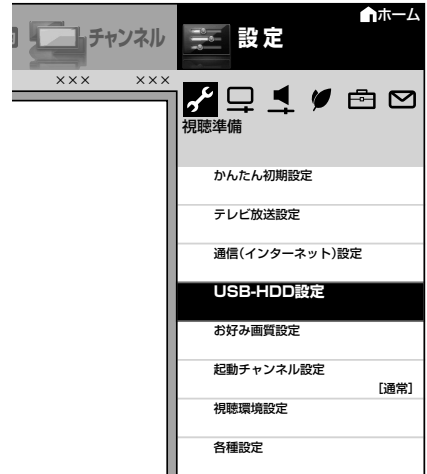 ホーム
チャンネル
設定
××× ×××
視聴準備
かんたん初期設定
テレビ放送設定
通信(インターネット)設定
USB-HDD設定
お好み画質設定
起動チャンネル設定
[通常]
視聴環境設定
各種設定